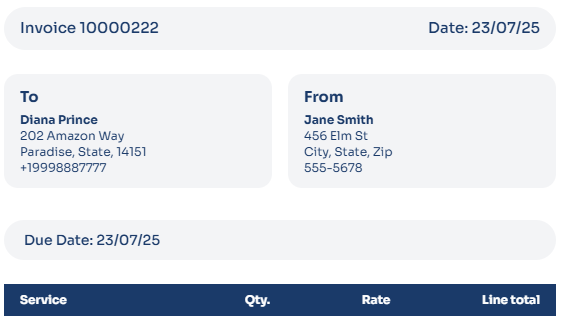 Invoice 10000222
Date: 23/07/25
To
Diana Prince
202 Amazon Way
Paradise, State, 14151
+19998887777
From
Jane Smith
456 Elm St
City, State, Zip
555-5678
Due Date: 23/07/25
Service Qty. Rate Line total